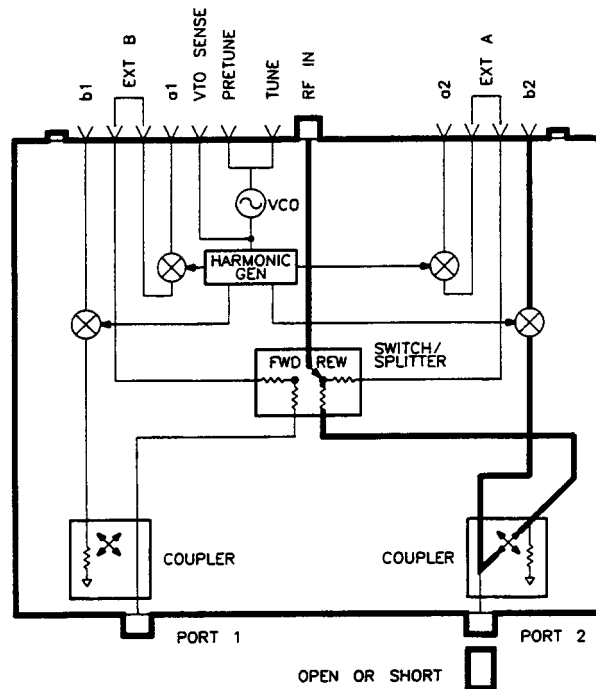 b1
EXT B
a1
VTO SENSE
PRETUNE
TUNE
RF IN
a2
EXT A
b2
VCO
HARMONIC
GEN
FWD REW
SWITCH/
SPLITTER
COUPLER
COUPLER
PORT 1
PORT 2
OPEN OR SHORT